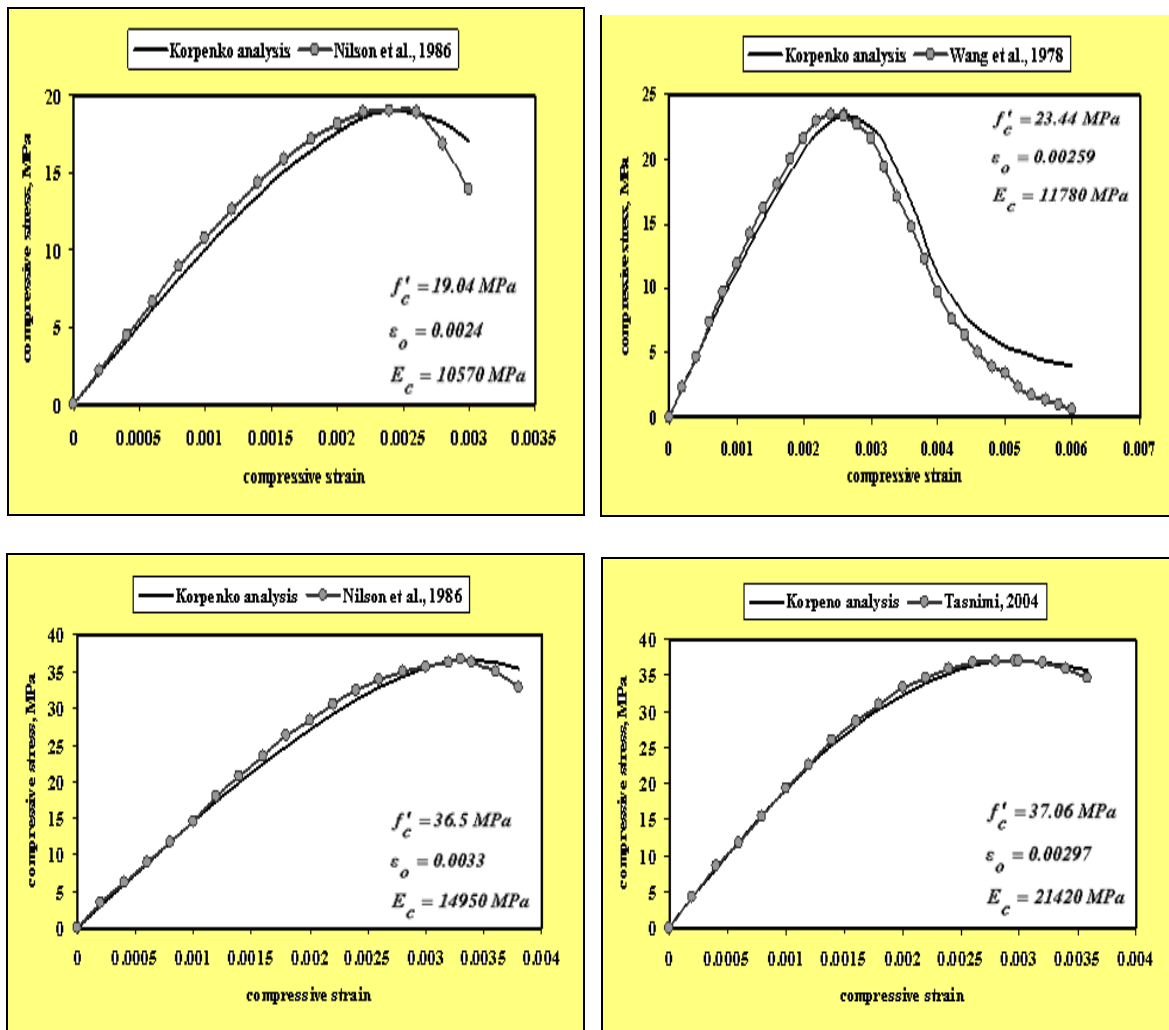 Korpenko analysis Nilson et al., 1986
20
15
10
5
0
compressive stress, MPa
f'c = 19.04 MPa
εo = 0.0024
Ec = 10570 MPa
0 0.0005 0.001 0.0015 0.002 0.0025 0.003 0.0035
compressive strain
Korpenko analysis Wang et al., 1978
25
20
15
10
5
0
compressive stress, MPa
f'c = 23.44 MPa
εo = 0.00259
Ec = 11780 MPa
0 0.001 0.002 0.003 0.004 0.005 0.006 0.007
compressive strain
Korpenko analysis Nilson et al., 1986
40
35
30
25
20
15
10
5
0
compressive stress, MPa
f'c = 36.5 MPa
εo = 0.0033
Ec = 14950 MPa
0 0.0005 0.001 0.0015 0.002 0.0025 0.003 0.0035 0.004
compressive strain
Korpeno analysis Tasnimi, 2004
40
35
30
25
20
15
10
5
0
compressive stress, MPa
f'c = 37.06 MPa
εo = 0.00297
Ec = 21420 MPa
0 0.0005 0.001 0.0015 0.002 0.0025 0.003 0.0035 0.004
compressive strain